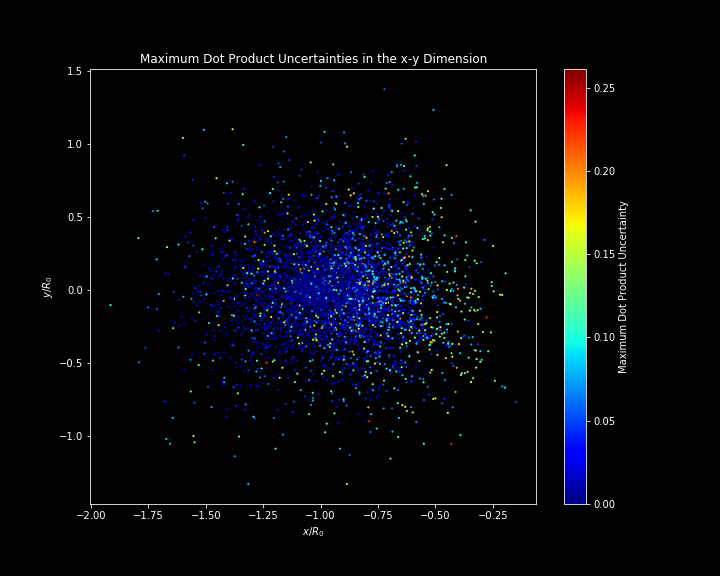 Maximum Dot Product Uncertainties in the x-y Dimension
1.5
1.0
0.5
0.0
−0.5
−1.0
y/R₀
−2.00 −1.75 −1.50 −1.25 −1.00 −0.75 −0.50 −0.25
x/R₀
0.25
0.20
0.15
0.10
0.05
0.00
Maximum Dot Product Uncertainty